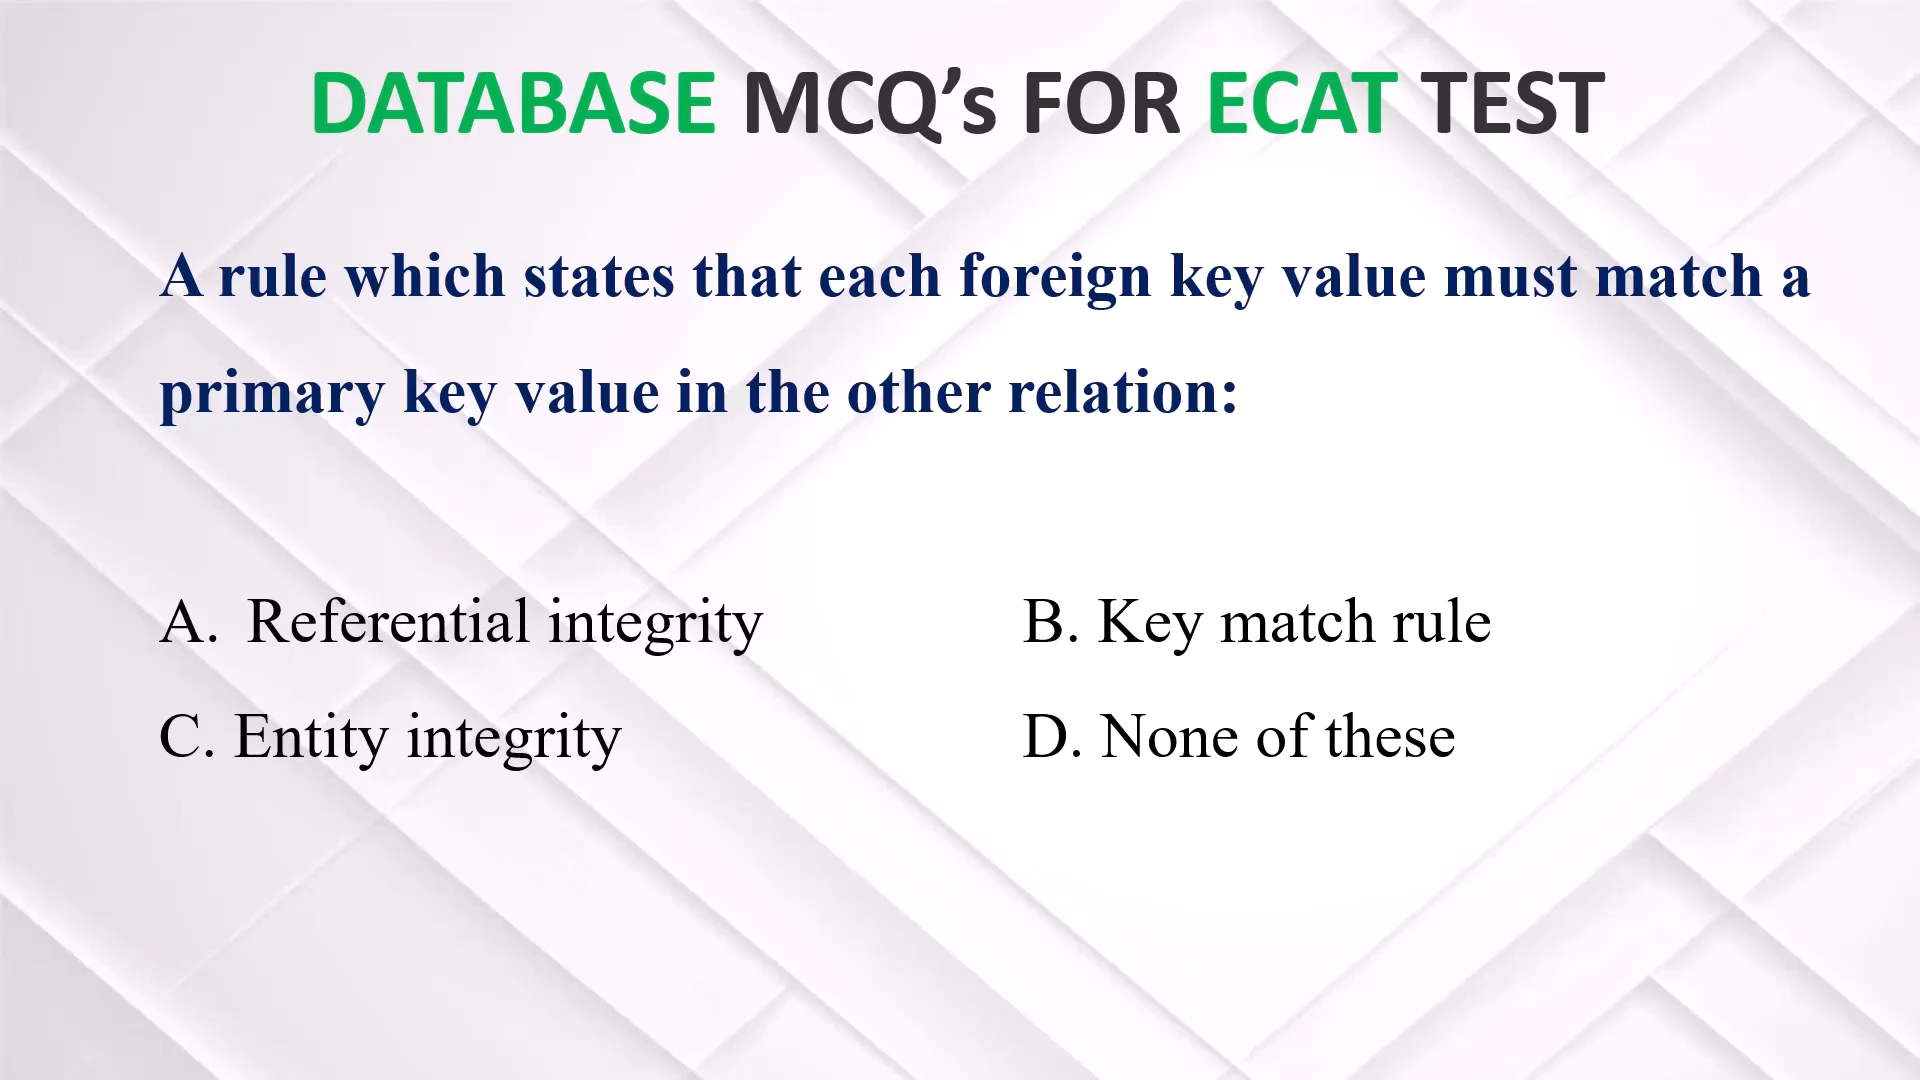 DATABASE MCQ’s FOR ECAT TEST
A rule which states that each foreign key value must match a
primary key value in the other relation:
A. Referential integrity B. Key match rule
C. Entity integrity D. None of these